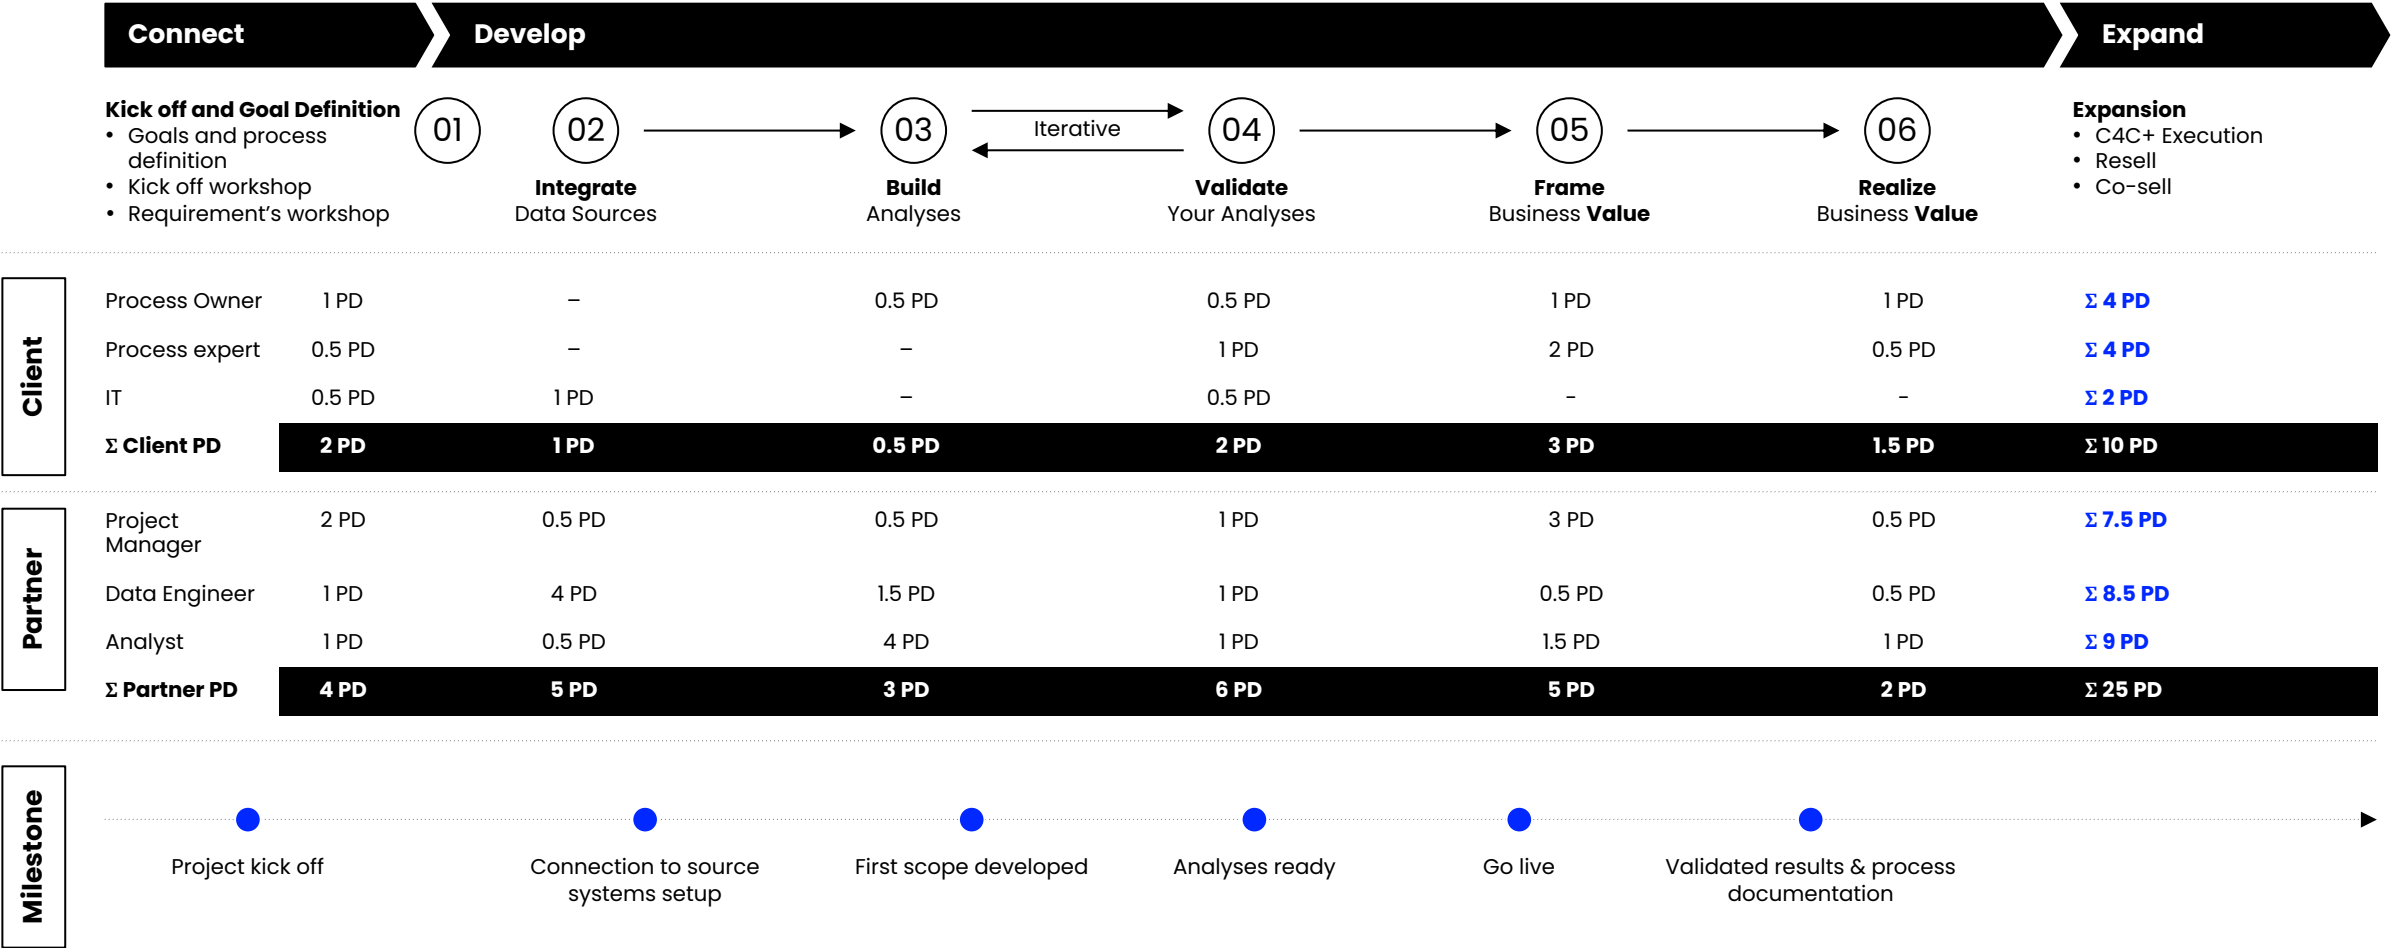 Connect Develop Expand
Kick off and Goal Definition
• Goals and process
definition
• Kick off workshop
• Requirement's workshop
01
02
Integrate
Data Sources
03
Build
Analyses
Iterative
04
Validate
Your Analyses
05
Frame
Business Value
06
Realize
Business Value
Expansion
• C4C+ Execution
• Resell
• Co-sell
Client
Process Owner 1 PD – 0.5 PD 0.5 PD 1 PD 1 PD Σ 4 PD
Process expert 0.5 PD – – 1 PD 2 PD 0.5 PD Σ 4 PD
IT 0.5 PD 1 PD – 0.5 PD - - Σ 2 PD
Σ Client PD 2 PD 1 PD 0.5 PD 2 PD 3 PD 1.5 PD Σ 10 PD
Partner
Project
Manager
2 PD 0.5 PD 0.5 PD 1 PD 3 PD 0.5 PD Σ 7.5 PD
Data Engineer 1 PD 4 PD 1.5 PD 1 PD 0.5 PD 0.5 PD Σ 8.5 PD
Analyst 1 PD 0.5 PD 4 PD 1 PD 1.5 PD 1 PD Σ 9 PD
Σ Partner PD 4 PD 5 PD 3 PD 6 PD 5 PD 2 PD Σ 25 PD
Milestone
Project kick off
Connection to source
systems setup
First scope developed
Analyses ready
Go live
Validated results & process
documentation